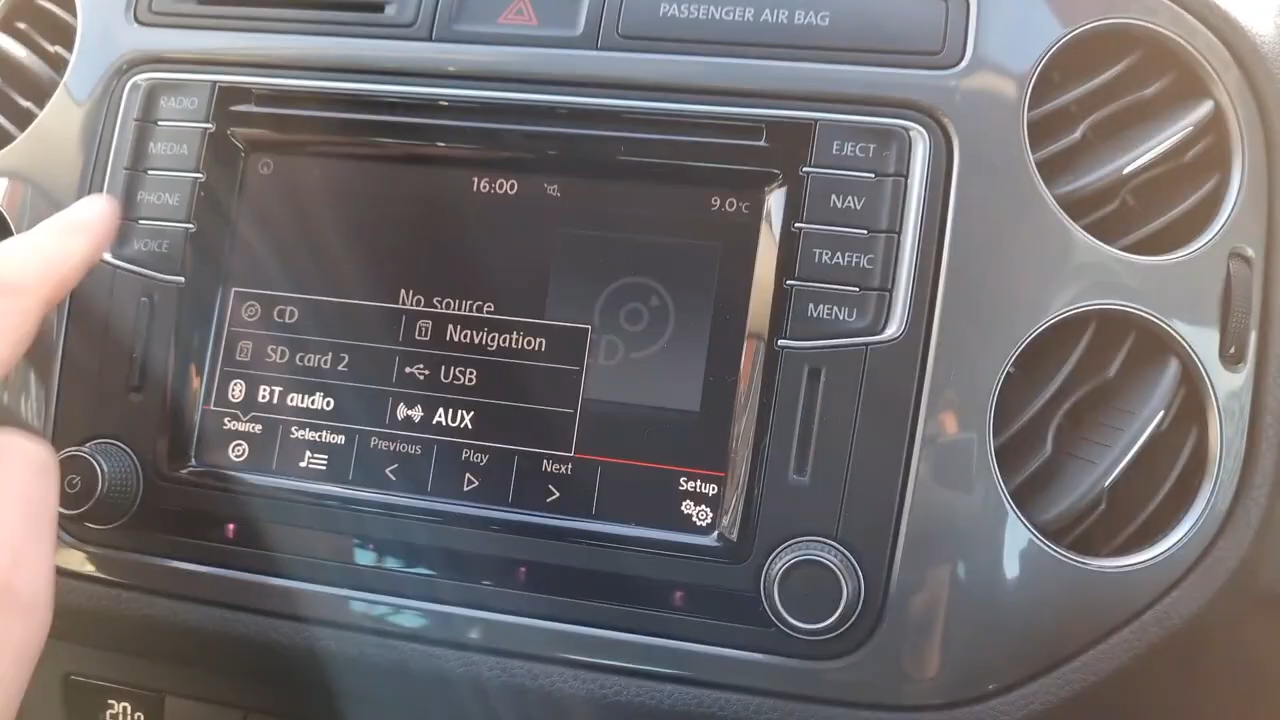 PASSENGER AIR BAG
RADIO
MEDIA
PHONE
VOICE
16:00
9.0°C
No source
CD
Navigation
SD card 2
USB
BT audio
AUX
Source
Selection
Previous
Play
Next
Setup
EJECT
NAV
TRAFFIC
MENU